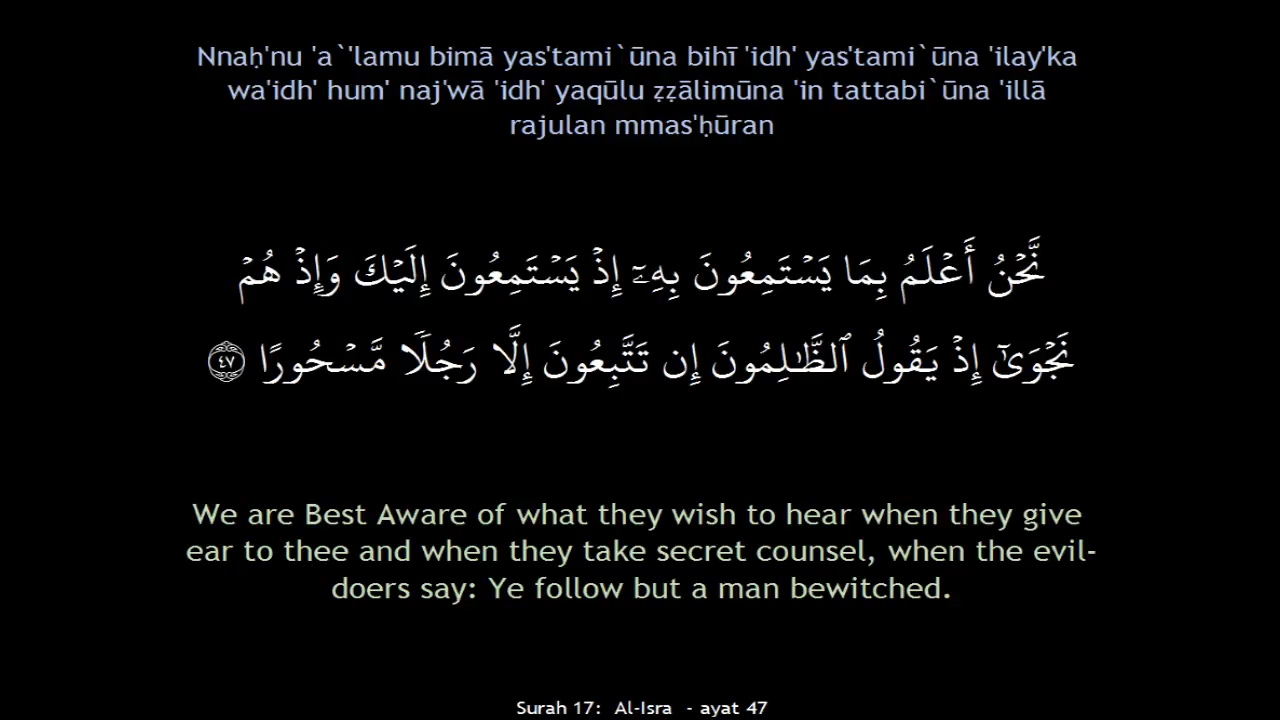 Nnaḥ'nu 'a`'lamu bimā yas'tami`ūna bihī 'idh' yas'tami`ūna 'ilay'ka
wa'idh' hum' naj'wā 'idh' yaqūlu ẓẓālimūna 'in tattabi`ūna 'illā
rajulan mmas'ḥūran
نَّحۡنُ أَعۡلَمُ بِمَا يَسۡتَمِعُونَ بِهِۦٓ إِذۡ يَسۡتَمِعُونَ إِلَيۡكَ وَإِذۡ هُمۡ
نَجۡوَىٰٓ إِذۡ يَقُولُ ٱلظَّـٰلِمُونَ إِن تَتَّبِعُونَ إِلَّا رَجُلࣰا مَّسۡحُورًا ٤٧
We are Best Aware of what they wish to hear when they give
ear to thee and when they take secret counsel, when the evil-
doers say: Ye follow but a man bewitched.
Surah 17: Al-Isra - ayat 47